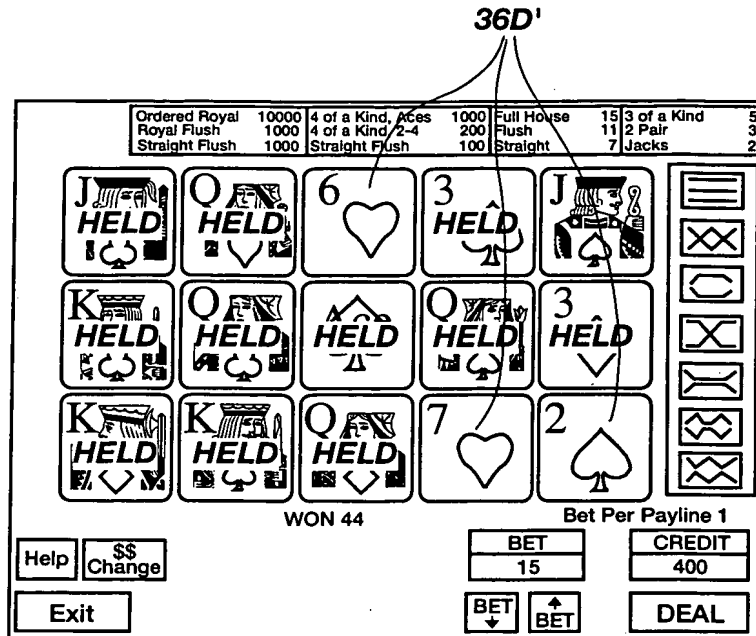 36D'
Ordered Royal 10000 4 of a Kind, Aces 1000 Full House 15 3 of a Kind 5
Royal Flush 1000 4 of a Kind 2-4 200 Flush 11 2 Pair 3
Straight Flush 1000 Straight Flush 100 Straight 7 Jacks 2
J Q 6 3 J
HELD HELD HELD
K Q Q 3
HELD HELD HELD HELD HELD
K K Q 7 2
HELD HELD HELD
WON 44 Bet Per Payline 1
Help $$ Change BET CREDIT
15 400
Exit BET BET DEAL